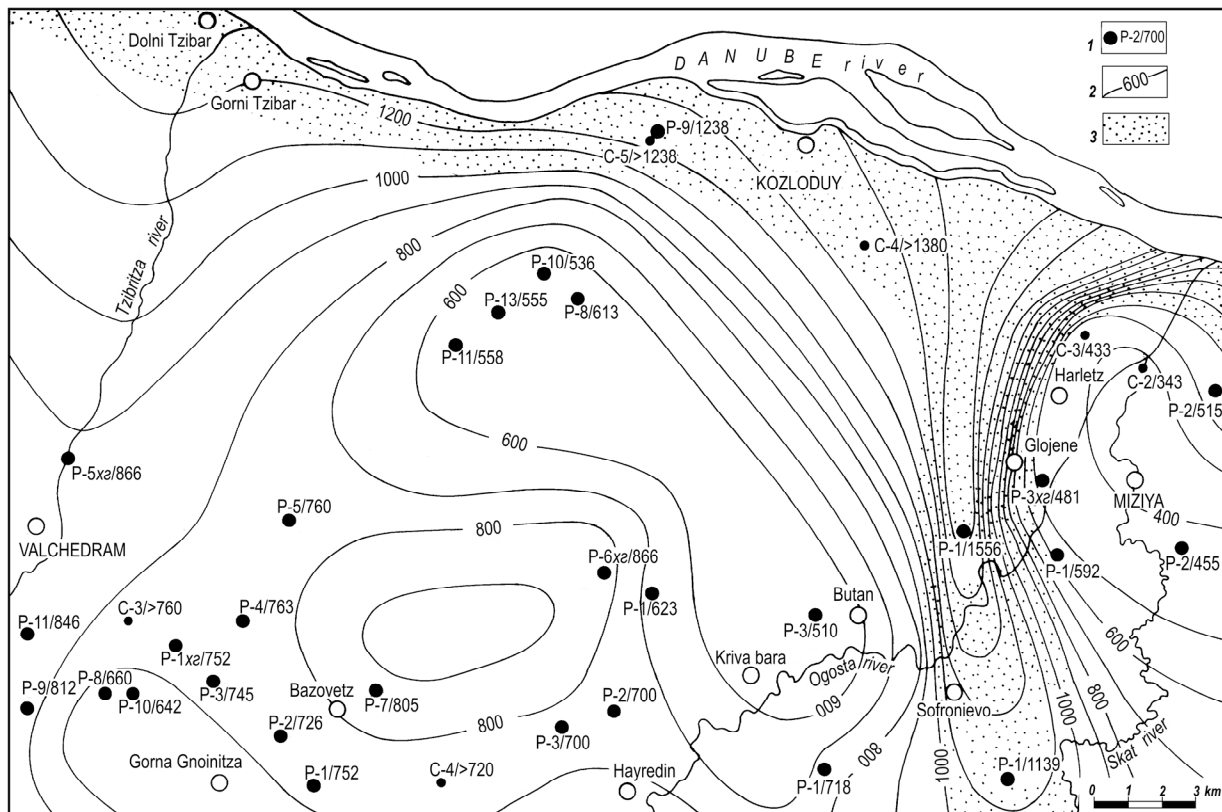 Dolni Tzibar
Gorni Tzibar
DANUBE river
1 P-2/700
2 600
3
1200
P-9/1238
C-5/>1238
KOZLODUY
1000
Tzibritza river
800
C-4/>1380
P-10/536
600
P-13/555
P-8/613
P-11/558
C-3/433
Harletz
C-2/343
P-2/515
600
Glojene
P-5хг/866
P-3хг/481
MIZIYA
400
P-5/760
VALCHEDRAM
800
P-1/1556
P-6хг/866
P-1/592
P-2/455
P-1/623
Butan
C-3/>760
P-4/763
P-11/846
P-3/510
P-1хг/752
600
Kriva bara
Ogosta river
P-8/660
P-9/812
P-10/642
P-3/745
Bazovetz
P-7/805
P-2/700
600
Sofronievo
800
1000
P-2/726
800
P-3/700
800
1000
Skat river
Gorna Gnoinitza
P-1/752
C-4/>720
Hayredin
P-1/718
P-1/1139
0 1 2 3 km